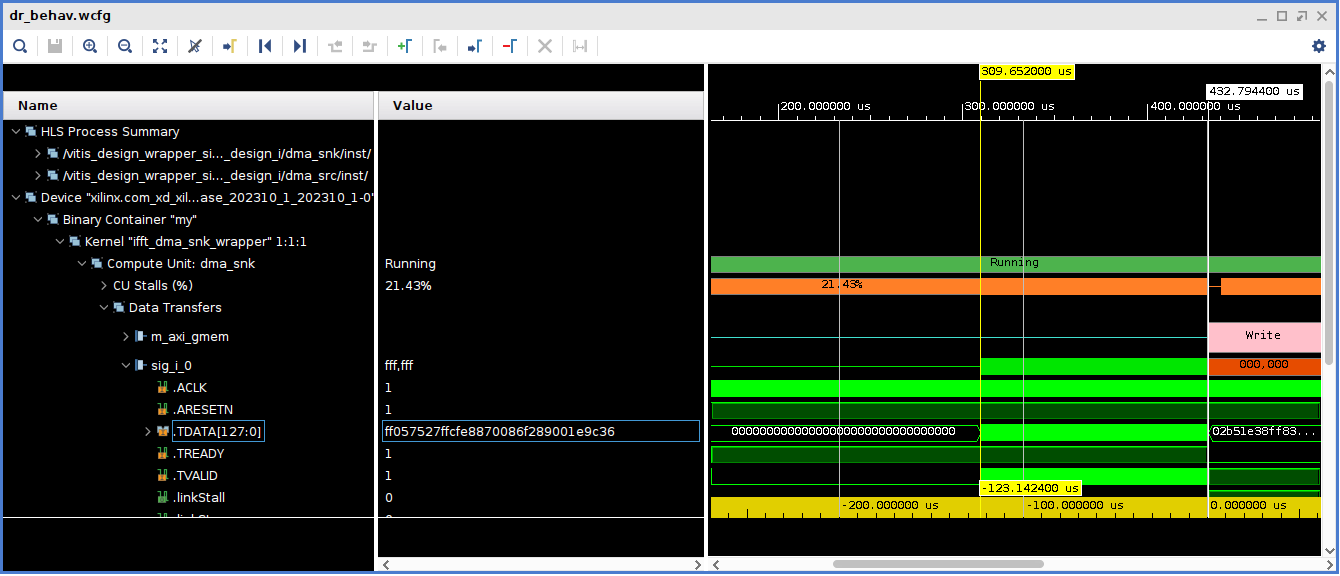 dr_behav.wcfg
309.652000 us
432.794400 us
Name Value
200.000000 us 300.000000 us 400.000000 us
HLS Process Summary
/vitis_design_wrapper_si..._design_i/dma_snk/inst/
/vitis_design_wrapper_si..._design_i/dma_src/inst/
Device "xilinx.com_xd_xil...ase_202310_1_202310_1-0"
Binary Container "my"
Kernel "ifft_dma_snk_wrapper" 1:1:1
Compute Unit: dma_snk Running Running
CU Stalls (%) 21.43% 21.43%
Data Transfers
m_axi_gmem Write
sig_i_0 fff,fff 000,000
.ACLK 1
.ARESETN 1
.TDATA[127:0] ff057527ffcfe8870086f289001e9c36 00000000000000000000000000000000 02b51e38ff83...
.TREADY 1
.TVALID 1
-123.142400 us
.linkStall 0
-200.000000 us -100.000000 us 0.000000 us